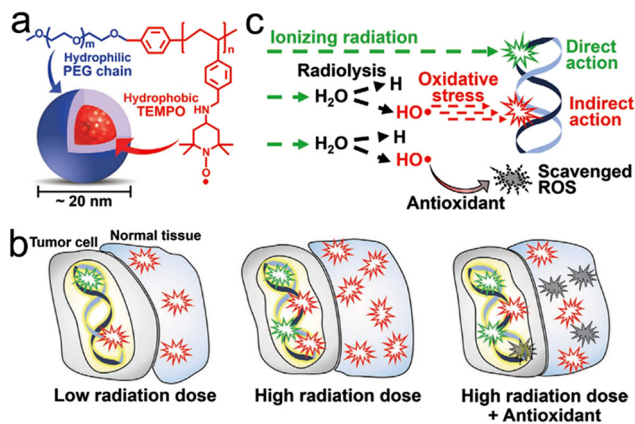 a
O O m O
n
Hydrophilic
PEG chain
Hydrophobic
TEMPO
HN
N
O
~ 20 nm
c
Ionizing radiation
Direct
action
Radiolysis
H
H₂O
HO•
Oxidative
stress
Indirect
action
H
H₂O
HO•
Antioxidant
Scavenged
ROS
b
Tumor cell
Normal tissue
Low radiation dose
High radiation dose
High radiation dose
+ Antioxidant